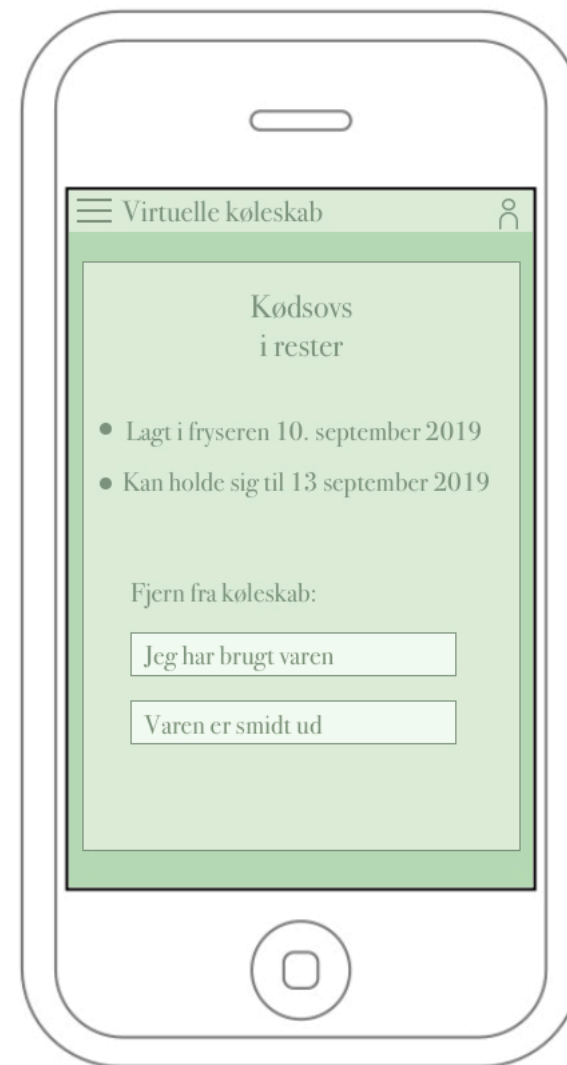 Virtuelle køleskab
Kødsovs
i rester
Lagt i fryseren 10. september 2019
Kan holde sig til 13 september 2019
Fjern fra køleskab:
Jeg har brugt varen
Varen er smidt ud